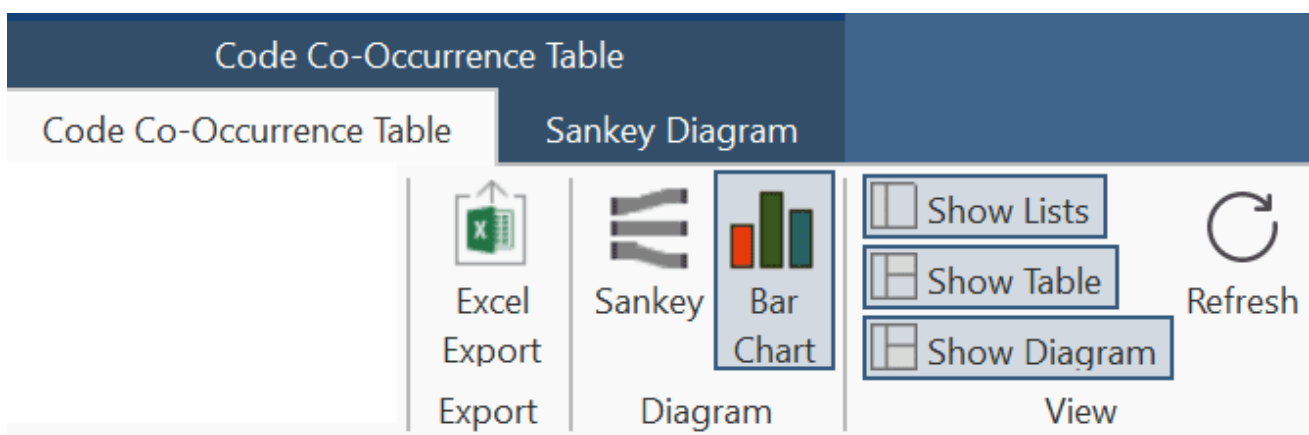 Code Co-Occurrence Table
Code Co-Occurrence Table
Sankey Diagram
X
Excel
Export
Export
Sankey
Bar
Chart
Diagram
Show Lists
Show Table
Show Diagram
View
Refresh